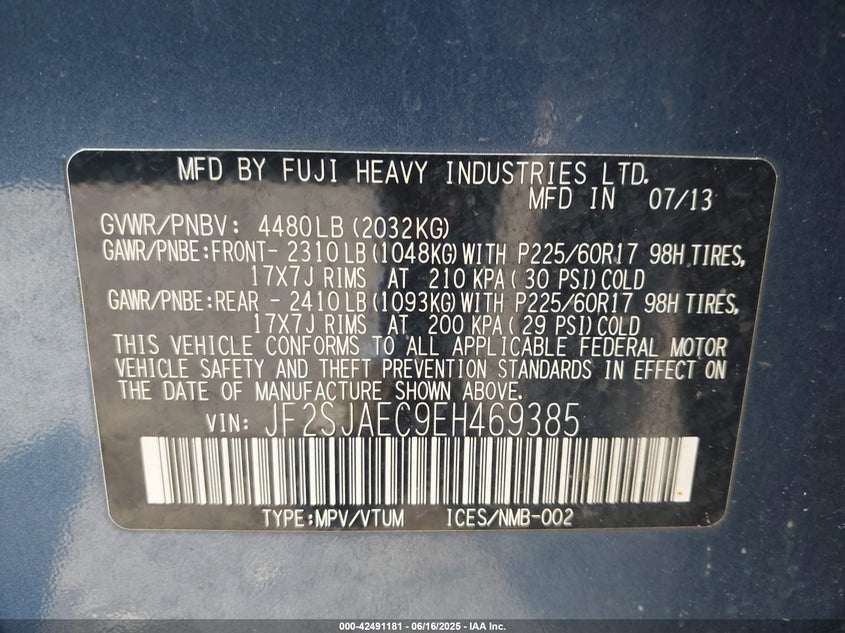 MFD BY FUJI HEAVY INDUSTRIES LTD.
MFD IN 07/13
GVWR/PNBV: 4480LB(2032KG)
GAWR/PNBE:FRONT- 2310LB(1048KG)WITH P225/60R17 98H TIRES,
17X7J RIMS AT 210 KPA( 30 PSI)COLD
GAWR/PNBE:REAR - 2410LB(1093KG)WITH P225/60R17 98H TIRES,
17X7J RIMS AT 200 KPA( 29 PSI)COLD
THIS VEHICLE CONFORMS TO ALL APPLICABLE FEDERAL MOTOR
VEHICLE SAFETY AND THEFT PREVENTION STANDARDS IN EFFECT ON
THE DATE OF MANUFACTURE SHOWN ABOVE.
VIN: JF2SJAEC9EH469385
TYPE:MPV/VTUM ICES/NMB-002
000-42491181 - 06/16/2025 - IAA Inc.